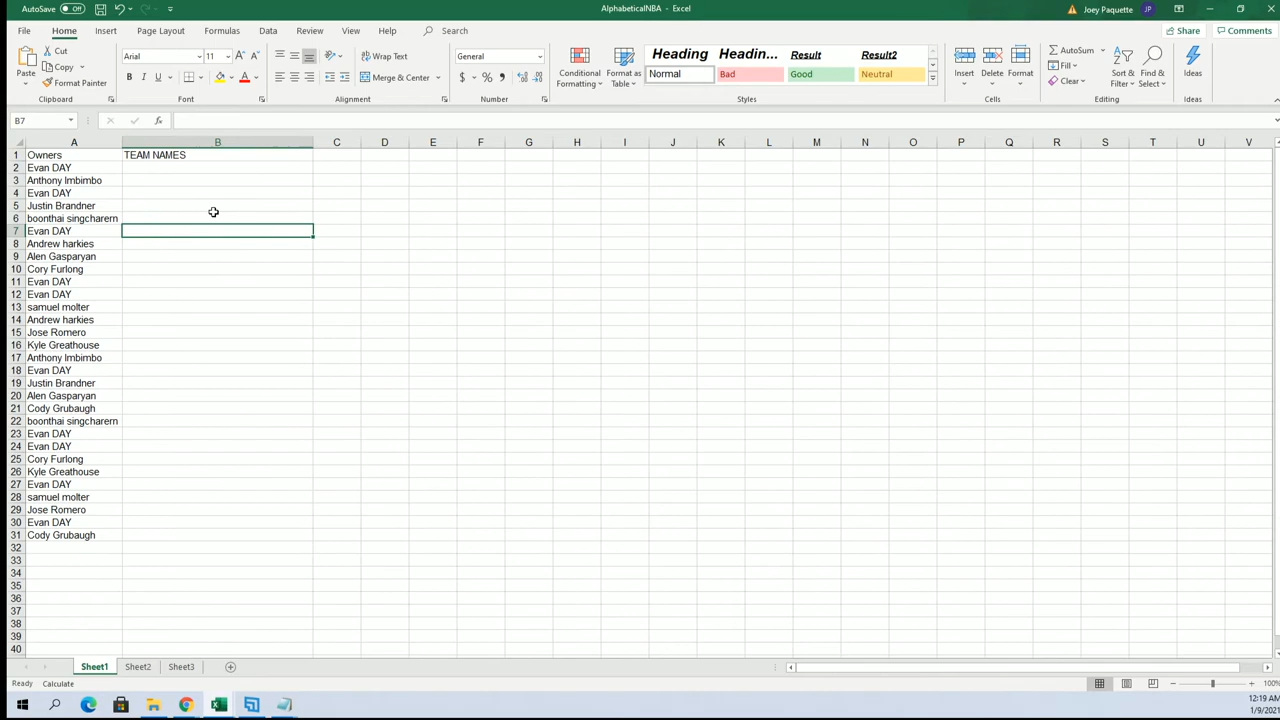 AutoSave Off AlphabeticalNBA - Excel Joey Paquette JP
File Home Insert Page Layout Formulas Data Review View Help Search Share Comments
Paste Cut Copy Format Painter Clipboard
Arial 11 A A B I U A Font
Wrap Text Merge & Center Alignment
General $ % , Number
Conditional Formatting Format as Table
Heading Headin... Result Result2
Normal Bad Good Neutral
Styles
Insert Delete Format Cells
AutoSum Fill Clear Sort & Filter Find & Select Editing
Ideas Ideas
B7 fx
A B C D E F G H I J K L M N O P Q R S T U V
1 Owners TEAM NAMES
2 Evan DAY
3 Anthony Imbimbo
4 Evan DAY
5 Justin Brandner
6 boonthai singcharern
7 Evan DAY
8 Andrew harkies
9 Alen Gasparyan
10 Cory Furlong
11 Evan DAY
12 Evan DAY
13 samuel molter
14 Andrew harkies
15 Jose Romero
16 Kyle Greathouse
17 Anthony Imbimbo
18 Evan DAY
19 Justin Brandner
20 Alen Gasparyan
21 Cody Grubaugh
22 boonthai singcharern
23 Evan DAY
24 Evan DAY
25 Cory Furlong
26 Kyle Greathouse
27 Evan DAY
28 samuel molter
29 Jose Romero
30 Evan DAY
31 Cody Grubaugh
32
33
34
35
36
37
38
39
40
Sheet1 Sheet2 Sheet3
Ready Calculate 100%
12:19 AM
1/9/2021